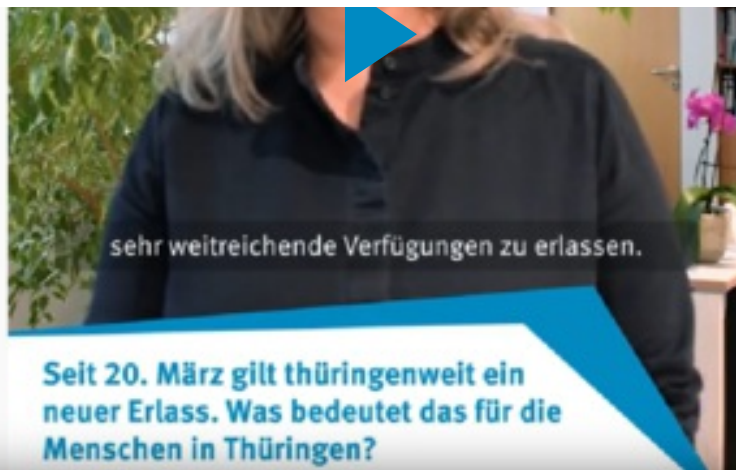 sehr weitreichende Verfügungen zu erlassen.
Seit 20. März gilt thüringenweit ein
neuer Erlass. Was bedeutet das für die
Menschen in Thüringen?